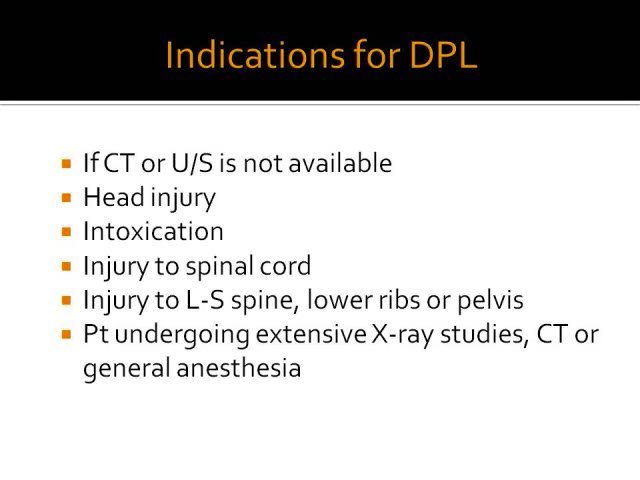 Indications for DPL
▪ If CT or U/S is not available
▪ Head injury
▪ Intoxication
▪ Injury to spinal cord
▪ Injury to L-S spine, lower ribs or pelvis
▪ Pt undergoing extensive X-ray studies, CT or
general anesthesia